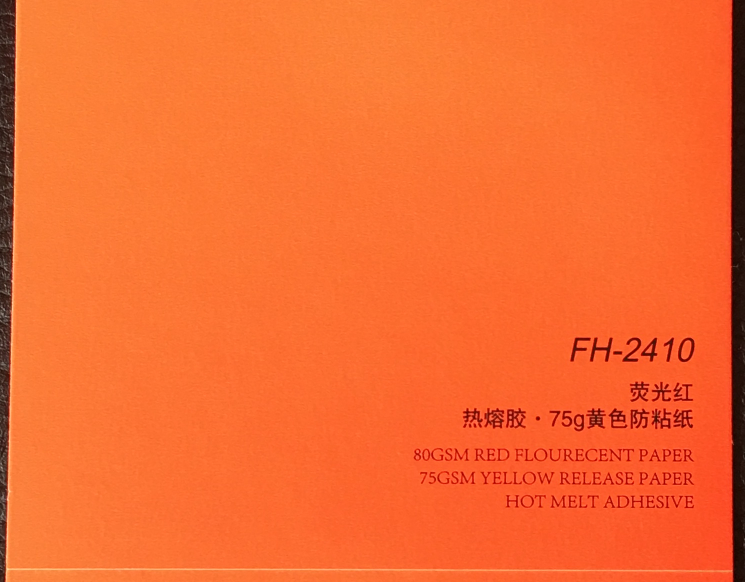 FH-2410
荧光红
热熔胶·75g黄色防粘纸
80GSM RED FLOURECENT PAPER
75GSM YELLOW RELEASE PAPER
HOT MELT ADHESIVE